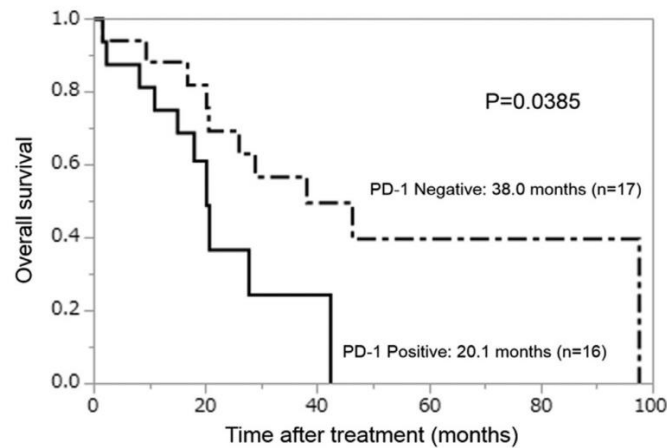 1.0
0.8
0.6
0.4
0.2
0.0
Overall survival
P=0.0385
PD-1 Negative: 38.0 months (n=17)
PD-1 Positive: 20.1 months (n=16)
0 20 40 60 80 100
Time after treatment (months)